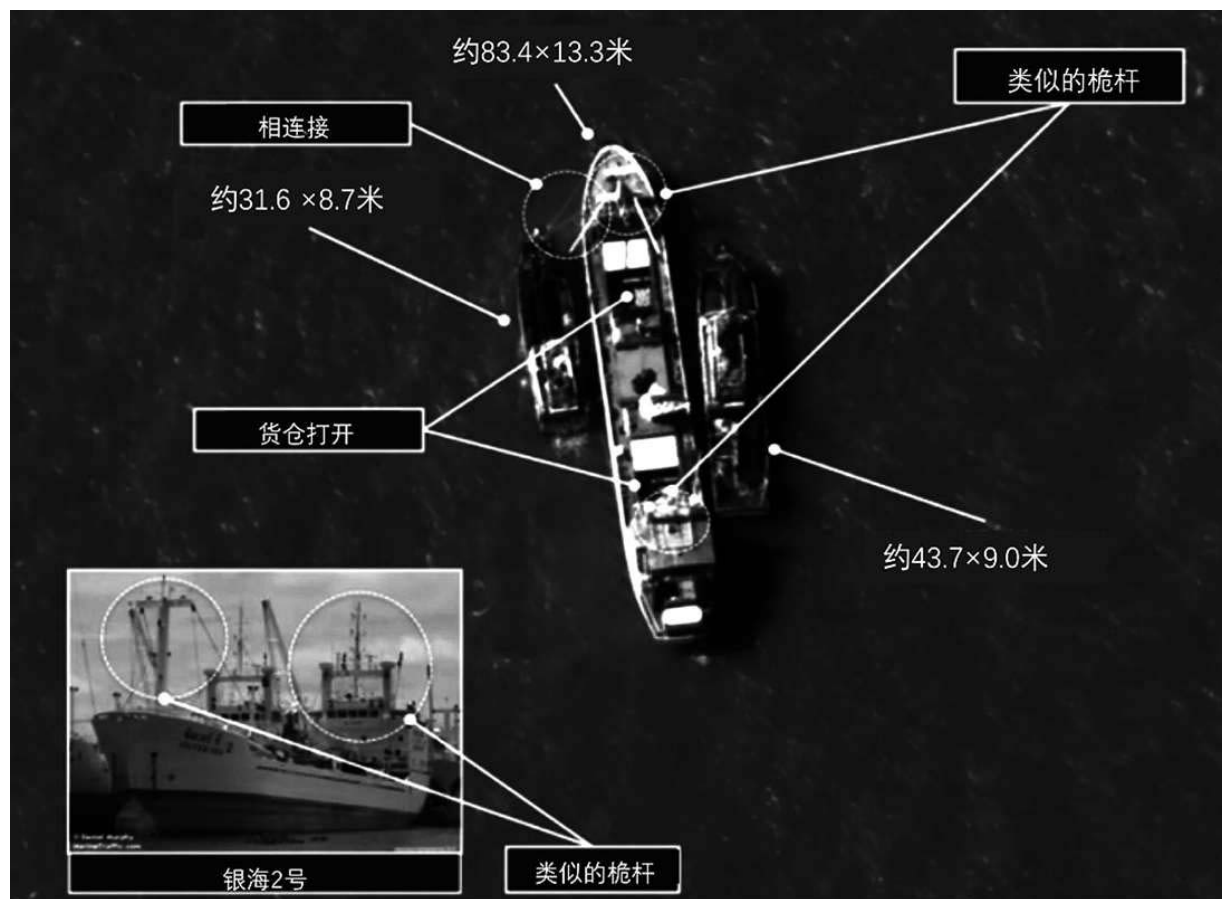 约83.4×13.3米
类似的桅杆
相连接
约31.6 ×8.7米
货仓打开
约43.7×9.0米
MarineTraffic.com
银海2号
类似的桅杆